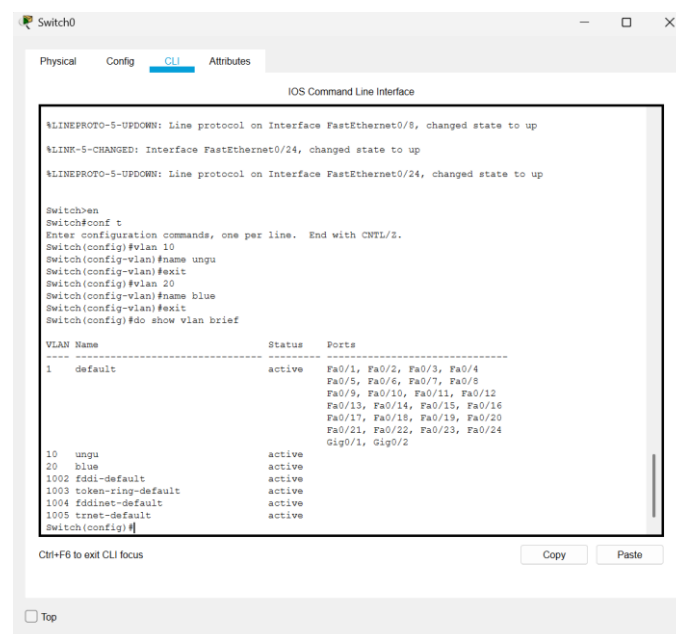 Switch0
Physical Config CLI Attributes
IOS Command Line Interface
%LINEPROTO-5-UPDOWN: Line protocol on Interface FastEthernet0/8, changed state to up
%LINK-5-CHANGED: Interface FastEthernet0/24, changed state to up
%LINEPROTO-5-UPDOWN: Line protocol on Interface FastEthernet0/24, changed state to up
Switch>en
Switch#conf t
Enter configuration commands, one per line. End with CNTL/Z.
Switch(config)#vlan 10
Switch(config-vlan)#name ungu
Switch(config-vlan)#exit
Switch(config)#vlan 20
Switch(config-vlan)#name blue
Switch(config-vlan)#exit
Switch(config)#do show vlan brief
VLAN Name Status Ports
---- -------------------------------- --------- -------------------------------
1 default active Fa0/1, Fa0/2, Fa0/3, Fa0/4
Fa0/5, Fa0/6, Fa0/7, Fa0/8
Fa0/9, Fa0/10, Fa0/11, Fa0/12
Fa0/13, Fa0/14, Fa0/15, Fa0/16
Fa0/17, Fa0/18, Fa0/19, Fa0/20
Fa0/21, Fa0/22, Fa0/23, Fa0/24
Gig0/1, Gig0/2
10 ungu active
20 blue active
1002 fddi-default active
1003 token-ring-default active
1004 fddinet-default active
1005 trnet-default active
Switch(config)#
Ctrl+F6 to exit CLI focus
Copy Paste
Top